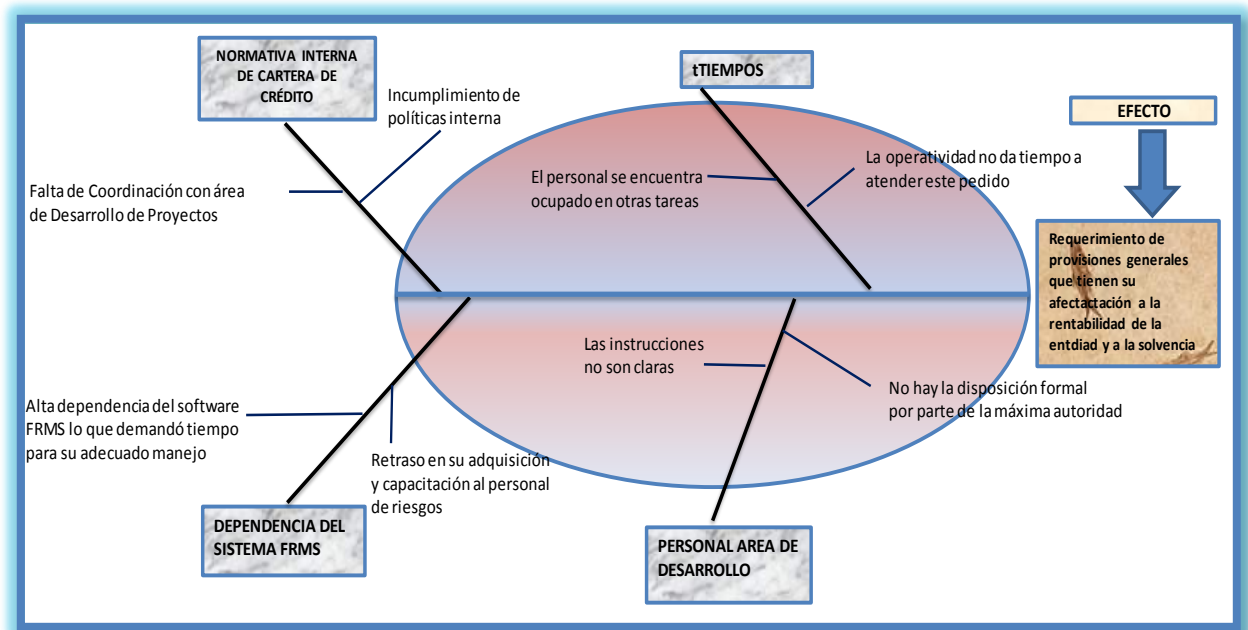 NORMATIVA INTERNA
DE CARTERA DE
CRÉDITO
Incumplimiento de
políticas interna
Falta de Coordinación con área
de Desarrollo de Proyectos
tTIEMPOS
El personal se encuentra
ocupado en otras tareas
La operatividad no da tiempo a
atender este pedido
EFECTO
Requerimiento de
provisiones generales
que tienen su
afectactación a la
rentabilidad de la
entdiad y a la solvencia
Alta dependencia del software
FRMS lo que demandó tiempo
para su adecuado manejo
Retraso en su adquisición
y capacitación al personal
de riesgos
DEPENDENCIA DEL
SISTEMA FRMS
Las instrucciones
no son claras
No hay la disposición formal
por parte de la máxima autoridad
PERSONAL AREA DE
DESARROLLO